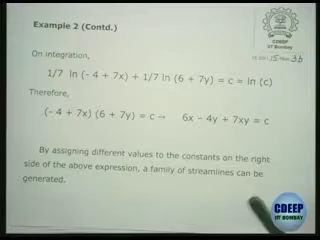 Example 2 (Contd.)
CDEEP
IIT Bombay
On integration,
1/7 ln (- 4 + 7x) + 1/7 ln (6 + 7y) = c = ln (c)
Therefore,
(- 4 + 7x) (6 + 7y) = c → 6x – 4y + 7xy = c
By assigning different values to the constants on the right
side of the above expression, a family of streamlines can be
generated.
CDEEP
IIT BOMBAY